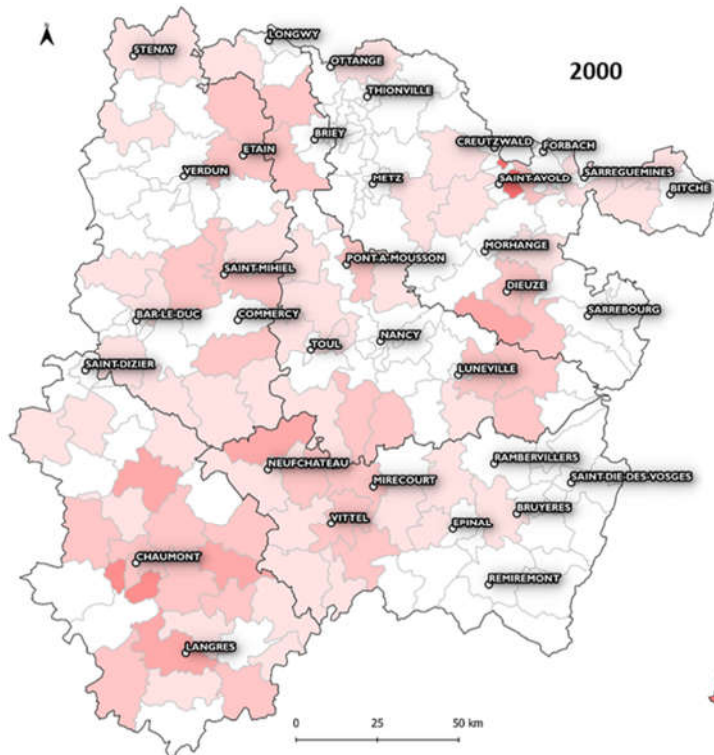 LONGWY
STENAY
OTTANGE
2000
THIONVILLE
BRIEY
CREUTZWALD
FORBACH
ETAIN
VERDUN
METZ
SAINT-AVOLD
SARREGUEMINES
BITCHE
MORHANGE
SAINT-MIHIEL
PONT-A-MOUSSON
DIEUZE
BAR-LE-DUC
COMMERCY
SARREBOURG
TOUL
NANCY
SAINT-DIZIER
LUNEVILLE
NEUFCHATEAU
RAMBERVILLERS
MIRECOURT
SAINT-DIE-DES-VOSGES
VITTEL
EPINAL
BRUYERES
CHAUMONT
REMIREMONT
LANGRES
0 25 50 km